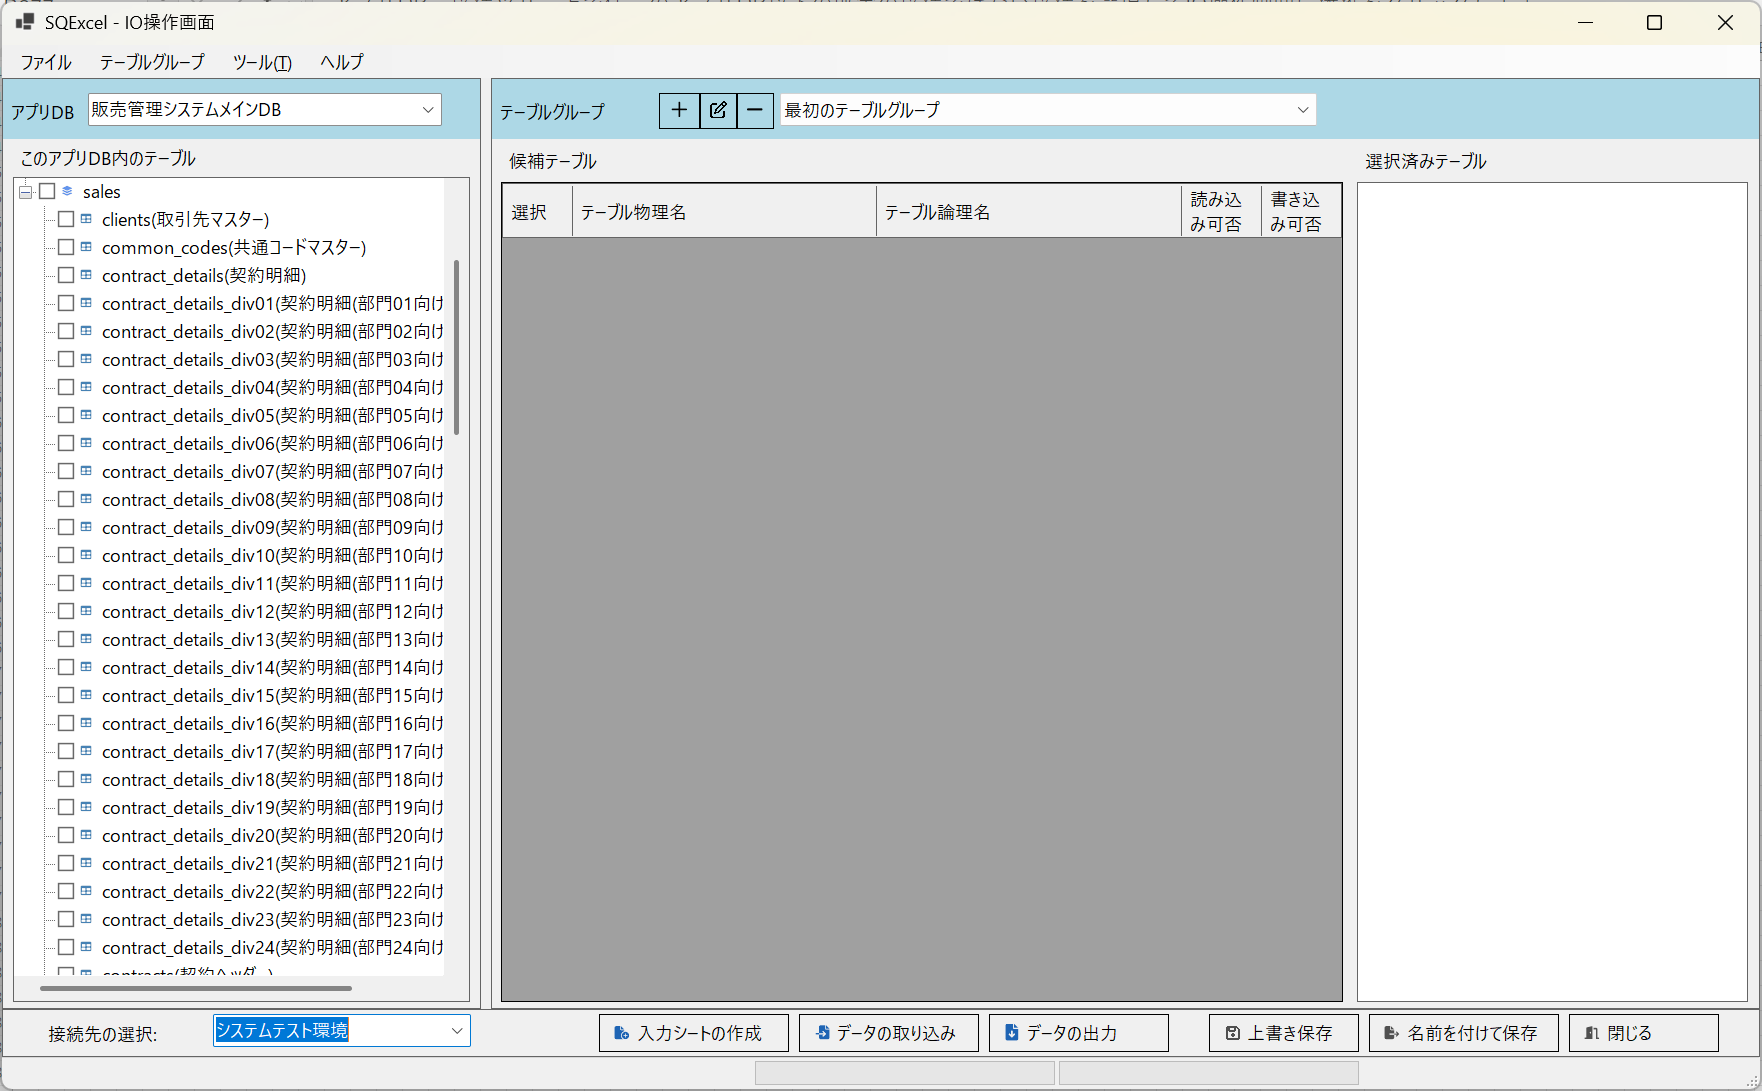 SQExcel - IO操作画面
ファイル テーブルグループ ツール(T) ヘルプ
アプリDB 販売管理システムメインDB
テーブルグループ 最初のテーブルグループ
このアプリDB内のテーブル
sales
clients(取引先マスター)
common_codes(共通コードマスター)
contract_details(契約明細)
contract_details_div01(契約明細(部門01向け
contract_details_div02(契約明細(部門02向け
contract_details_div03(契約明細(部門03向け
contract_details_div04(契約明細(部門04向け
contract_details_div05(契約明細(部門05向け
contract_details_div06(契約明細(部門06向け
contract_details_div07(契約明細(部門07向け
contract_details_div08(契約明細(部門08向け
contract_details_div09(契約明細(部門09向け
contract_details_div10(契約明細(部門10向け
contract_details_div11(契約明細(部門11向け
contract_details_div12(契約明細(部門12向け
contract_details_div13(契約明細(部門13向け
contract_details_div14(契約明細(部門14向け
contract_details_div15(契約明細(部門15向け
contract_details_div16(契約明細(部門16向け
contract_details_div17(契約明細(部門17向け
contract_details_div18(契約明細(部門18向け
contract_details_div19(契約明細(部門19向け
contract_details_div20(契約明細(部門20向け
contract_details_div21(契約明細(部門21向け
contract_details_div22(契約明細(部門22向け
contract_details_div23(契約明細(部門23向け
contract_details_div24(契約明細(部門24向け
contracts(契約ヘッダー)
候補テーブル
選択 テーブル物理名 テーブル論理名 読み込み可否 書き込み可否
選択済みテーブル
接続先の選択: システムテスト環境
入力シートの作成 データの取り込み データの出力 上書き保存 名前を付けて保存 閉じる